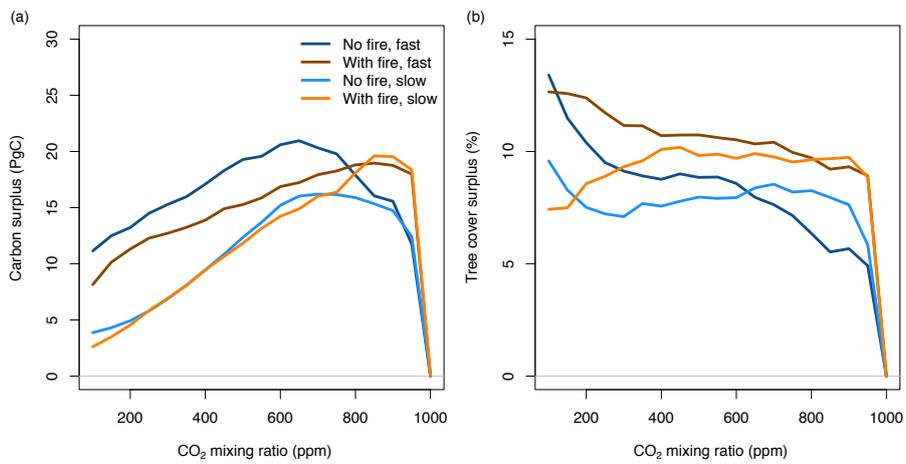 (a)
30
25
20
15
10
5
0
Carbon surplus (PgC)
No fire, fast
With fire, fast
No fire, slow
With fire, slow
200 400 600 800 1000
CO₂ mixing ratio (ppm)
(b)
15
10
5
0
Tree cover surplus (%)
200 400 600 800 1000
CO₂ mixing ratio (ppm)